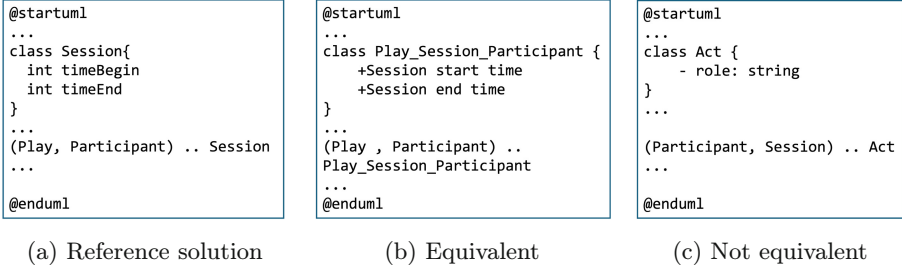 @startuml
...
class Session{
  int timeBegin
  int timeEnd
}
...
(Play, Participant) .. Session
...
@enduml
(a) Reference solution
@startuml
...
class Play_Session_Participant {
    +Session start time
    +Session end time
}
...
(Play , Participant) ..
Play_Session_Participant
...
@enduml
(b) Equivalent
@startuml
...
class Act {
    - role: string
}
...
(Participant, Session) .. Act
...
@enduml
(c) Not equivalent